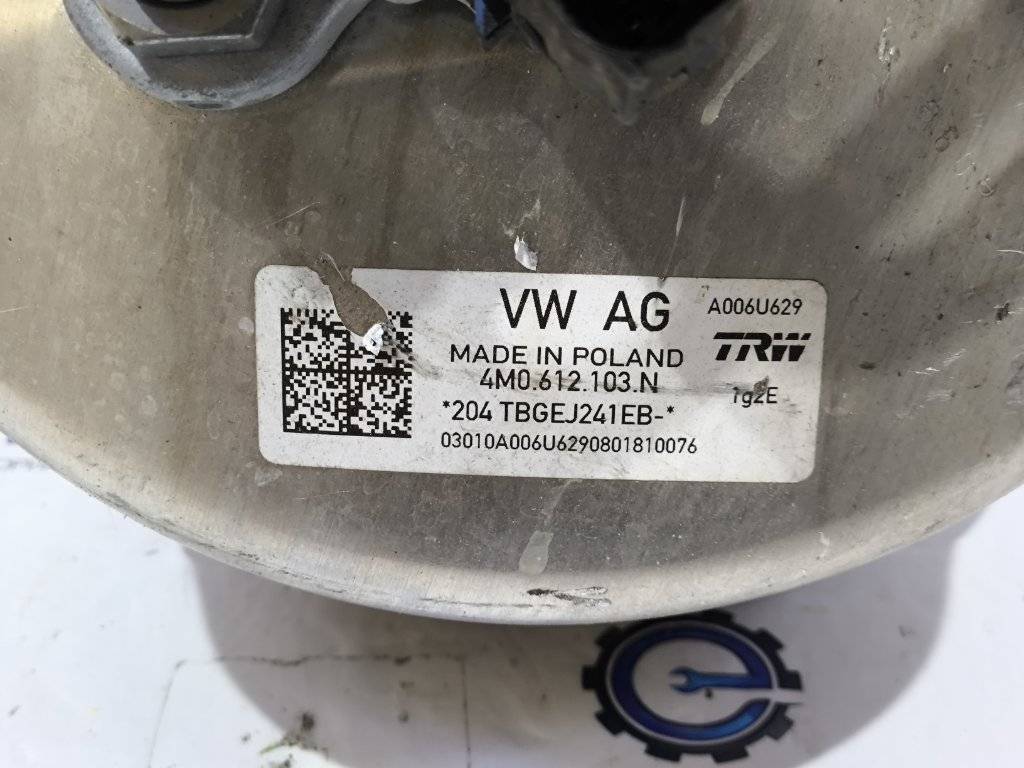 VW AG
A006U629
TRW
MADE IN POLAND
4M0.612.103.N
1g2E
*204 TBGEJ241EB-*
03010A006U6290801810076
e